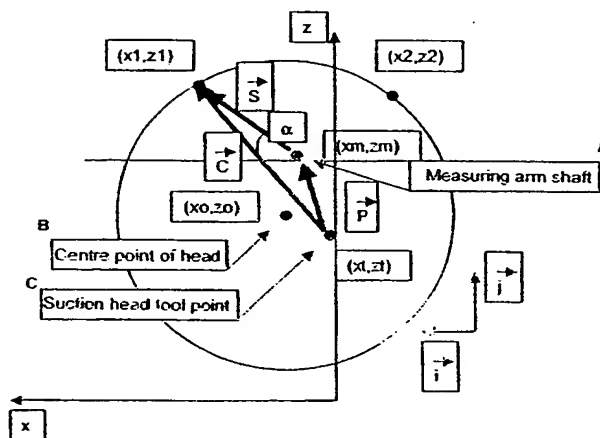 z
(x1,z1)
(x2,z2)
S
α
(xm,zm)
C
Measuring arm shaft
(xo,zo)
P
B
Centre point of head
(xt,zt)
C
Suction head tool point
j
i
x